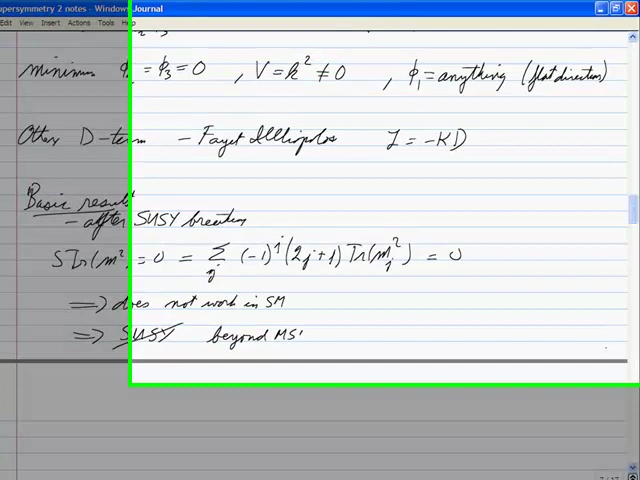 upersymmetry 2 notes - Windows Journal
Edit View Insert Actions Tools Help
minimum ϕ₂ = ϕ₃ = 0 , V = k² ≠ 0 , ϕ₁ = anything (flat direction)
Other D-term - Fayet Illiopolos L = -KD
Basic result
- after SUSY breaking
STr(m²) = 0 = Σ_j (-1)^j (2j+1) Tr(m_j²) = 0
⟹ does not work in SM
⟹ SUSY beyond MS